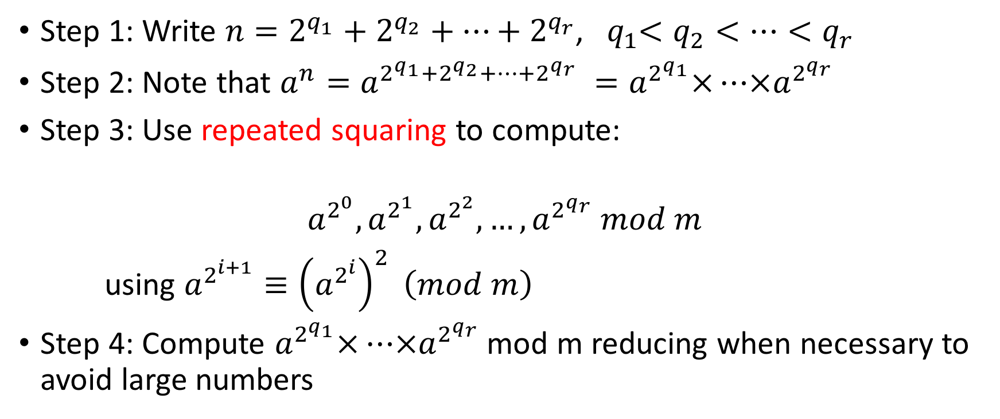 • Step 1: Write $n = 2^{q_1} + 2^{q_2} + \cdots + 2^{q_r}$, $q_1 < q_2 < \cdots < q_r$
• Step 2: Note that $a^n = a^{2^{q_1}+2^{q_2}+\cdots+2^{q_r}} = a^{2^{q_1}} \times \cdots \times a^{2^{q_r}}$
• Step 3: Use repeated squaring to compute:
$a^{2^0}, a^{2^1}, a^{2^2}, \ldots, a^{2^{q_r}} \; mod \; m$
using $a^{2^{i+1}} \equiv \left(a^{2^i}\right)^2 \; (mod \; m)$
• Step 4: Compute $a^{2^{q_1}} \times \cdots \times a^{2^{q_r}}$ mod m reducing when necessary to
avoid large numbers